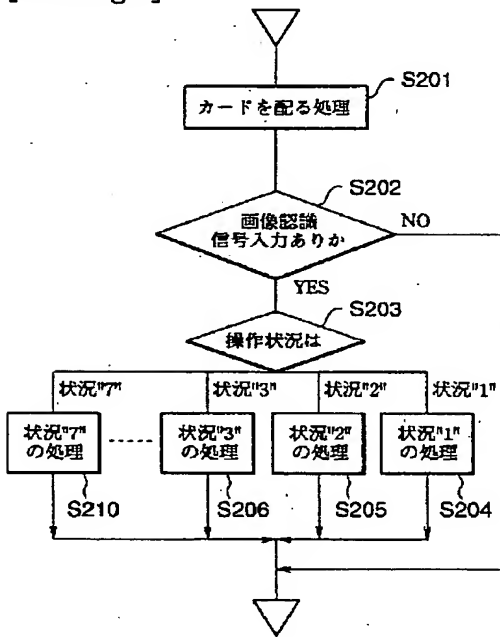 カードを配る処理
S201
S202
画像認識
信号入力ありか
NO
YES
S203
操作状況は
状況"7"
状況"3"
状況"2"
状況"1"
状況"7"
の処理
状況"3"
の処理
状況"2"
の処理
状況"1"
の処理
S210
S206
S205
S204